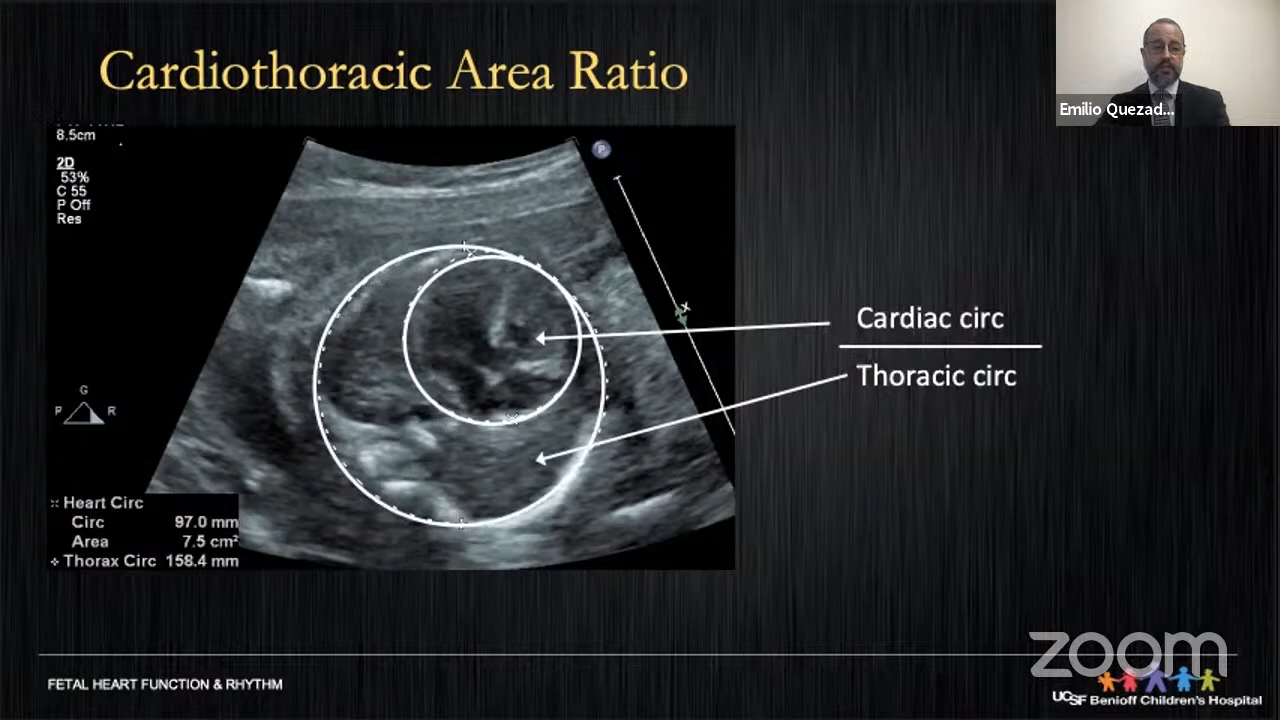 Cardiothoracic Area Ratio
Emilio Quezad...
8.5cm
2D
53%
C 55
P Off
Res
P
X
G
P R
Cardiac circ
Thoracic circ
Heart Circ
Circ 97.0 mm
Area 7.5 cm²
Thorax Circ 158.4 mm
zoom
FETAL HEART FUNCTION & RHYTHM
UCSF Benioff Children's Hospital